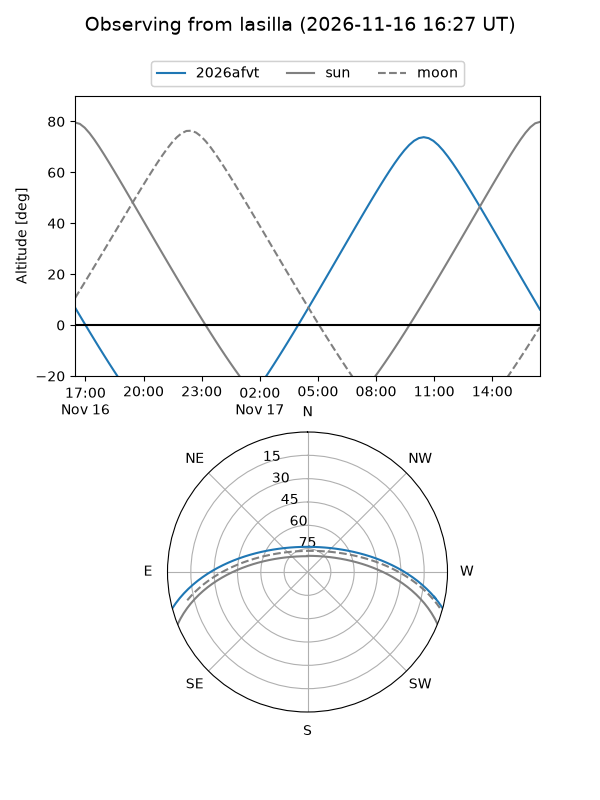 Observing from lasilla (2026-11-16 16:27 UT)
2026afvt sun moon
Altitude [deg]
80
60
40
20
0
−20
17:00 20:00 23:00 02:00 05:00 08:00 11:00 14:00
Nov 16 Nov 17
N
NE NW
15
30
45
60
75
E W
SE SW
S